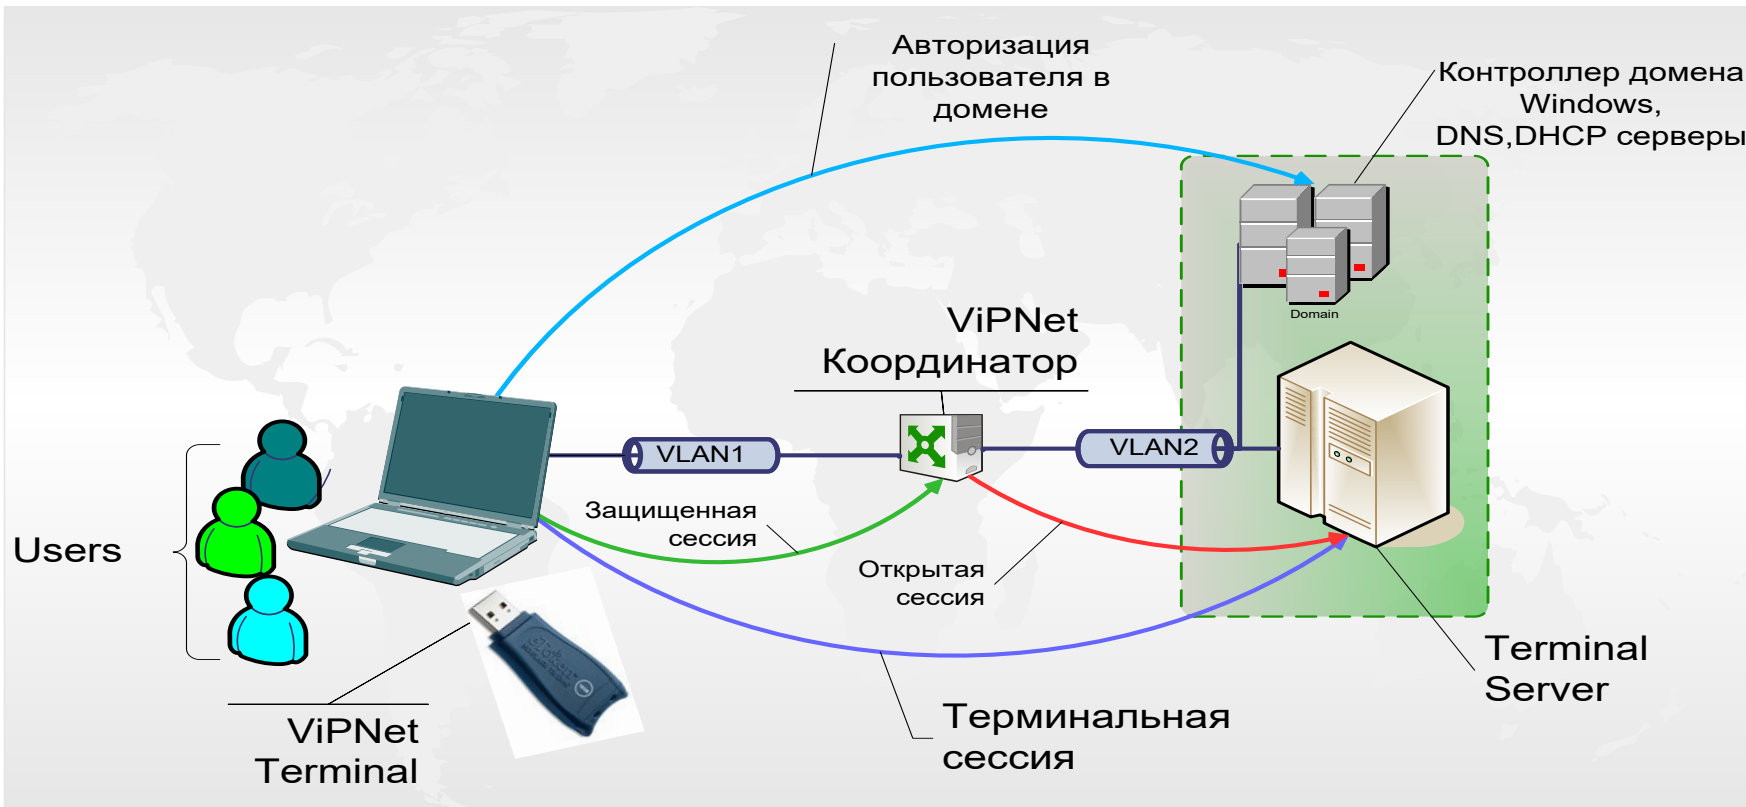 Авторизация
пользователя в
домене
Контроллер домена
Windows,
DNS,DHCP серверы
Domain
ViPNet
Координатор
VLAN1
VLAN2
Защищенная
сессия
Открытая
сессия
Users
Terminal
Server
ViPNet
Terminal
Терминальная
сессия